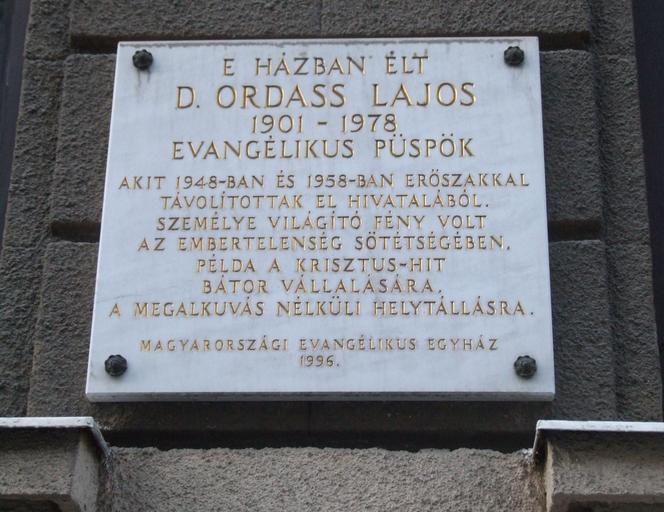 E HÁZBAN ÉLT
D. ORDASS LAJOS
1901 - 1978
EVANGÉLIKUS PÜSPÖK
AKIT 1948-BAN ÉS 1958-BAN ERŐSZAKKAL
TÁVOLÍTOTTAK EL HIVATALÁBÓL.
SZEMÉLYE VILÁGÍTÓ FÉNY VOLT
AZ EMBERTELENSÉG SÖTÉTSÉGÉBEN,
PÉLDA A KRISZTUS-HIT
BÁTOR VÁLLALÁSÁRA,
A MEGALKUVÁS NÉLKÜLI HELYTÁLLÁSRA.
MAGYARORSZÁGI EVANGÉLIKUS EGYHÁZ
1996.